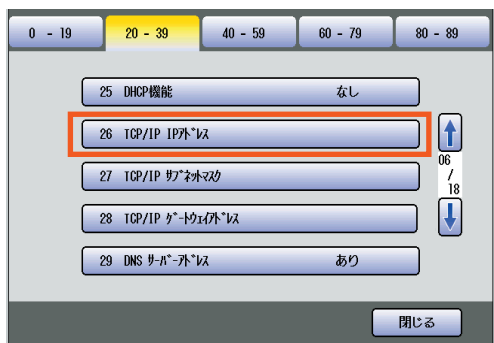 0 - 19 20 - 39 40 - 59 60 - 79 80 - 89
25 DHCP機能 なし
26 TCP/IP IPｱﾄﾞﾚｽ
06
/
18
27 TCP/IP ｻﾌﾞﾈｯﾄﾏｽｸ
28 TCP/IP ｹﾞｰﾄｳｪｲｱﾄﾞﾚｽ
29 DNS ｻｰﾊﾞｰｱﾄﾞﾚｽ あり
閉じる